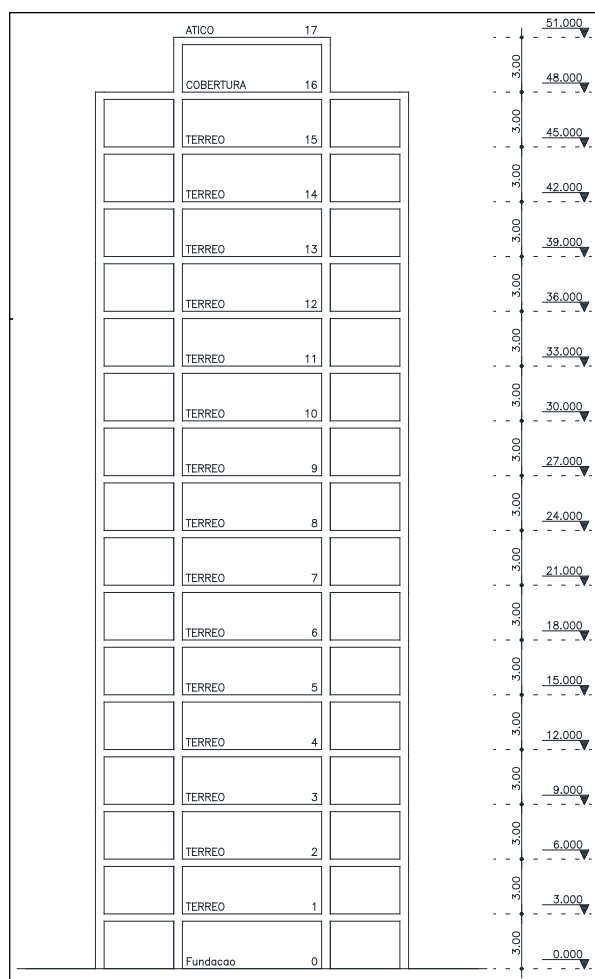 ATICO 17 51.000
3.00
COBERTURA 16 48.000
3.00
TERREO 15 45.000
3.00
TERREO 14 42.000
3.00
TERREO 13 39.000
3.00
TERREO 12 36.000
3.00
TERREO 11 33.000
3.00
TERREO 10 30.000
3.00
TERREO 9 27.000
3.00
TERREO 8 24.000
3.00
TERREO 7 21.000
3.00
TERREO 6 18.000
3.00
TERREO 5 15.000
3.00
TERREO 4 12.000
3.00
TERREO 3 9.000
3.00
TERREO 2 6.000
3.00
TERREO 1 3.000
3.00
Fundacao 0 0.000